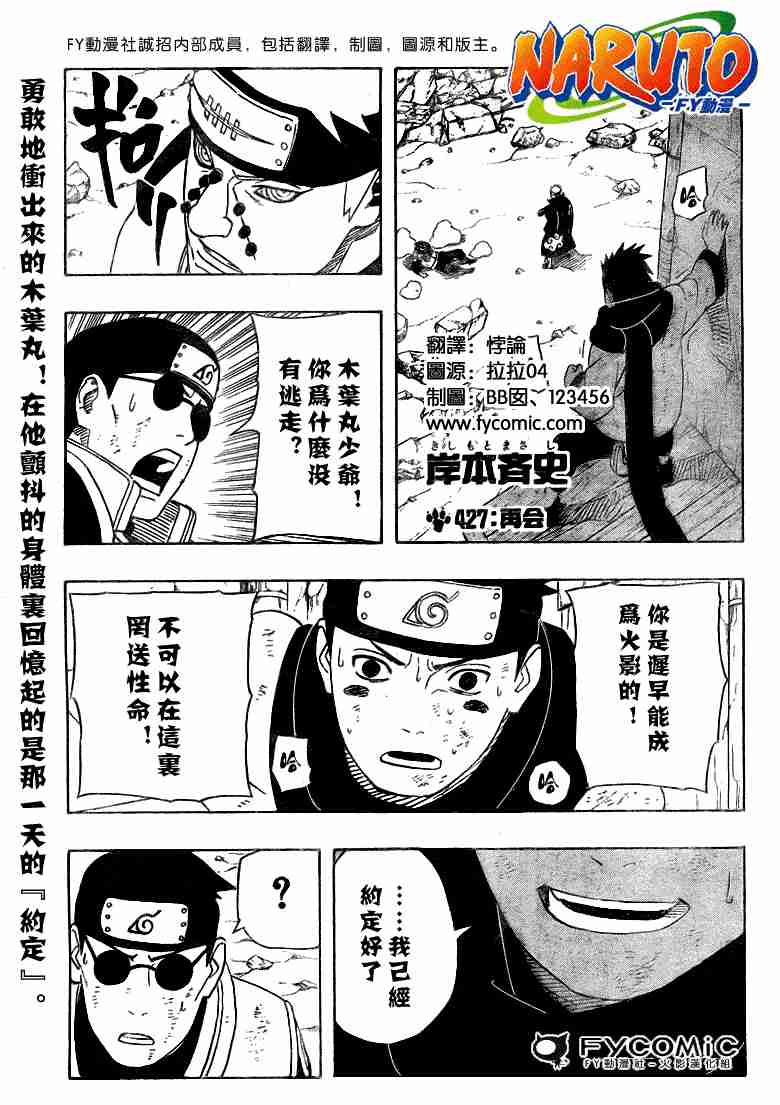 FY動漫社誠招内部成員，包括翻譯，制圖，圖源和版主。
NARUTO
-FY動漫-
勇敢地衝出來的木葉丸！在他顫抖的身體裏回憶起的是那一天的『約定』。
哈
翻譯：悖論
圖源：拉拉04
制圖：BB囡、123456
www.fycomic.com
きしもとまさし
岸本斉史
427：再会
木葉丸少爺！
你爲什麼没
有逃走？
你是遲早能成
爲火影的！
不可以在這裏
罔送性命！
哈
哈
……我已經
約定好了
？
FYCOMiC
FY動漫社-火影漢化組